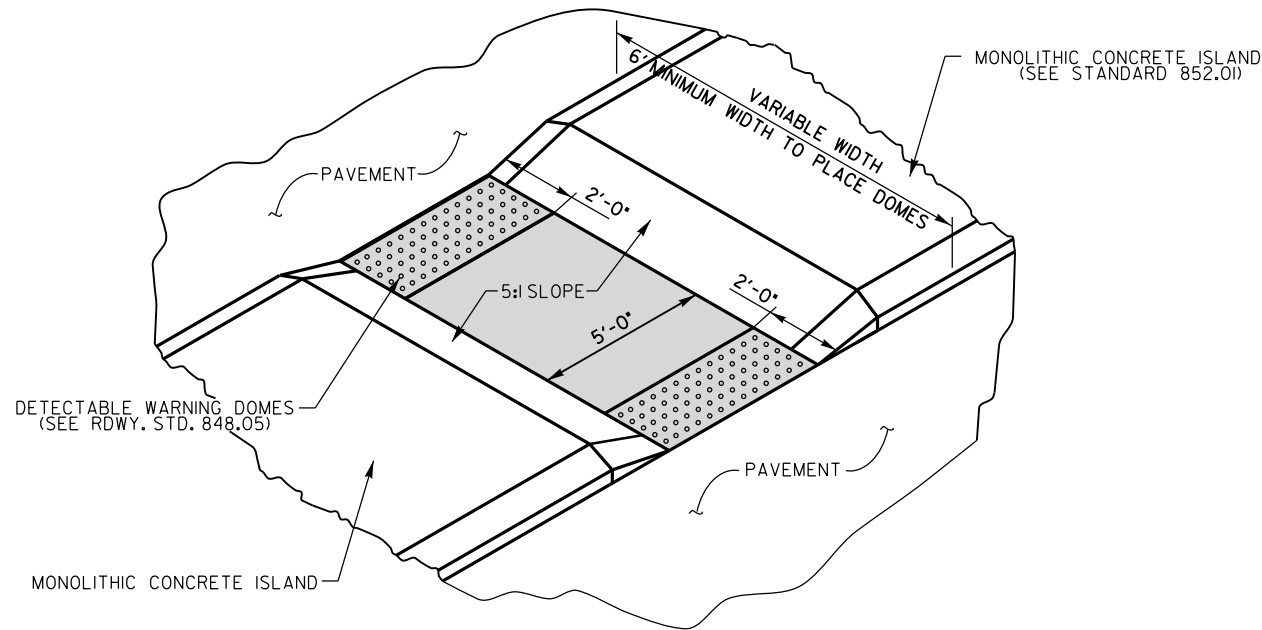 MONOLITHIC CONCRETE ISLAND
(SEE STANDARD 852.01)
VARIABLE WIDTH
6' MINIMUM WIDTH TO PLACE DOMES
PAVEMENT
2'-0"
5:1 SLOPE
2'-0"
5'-0"
DETECTABLE WARNING DOMES
(SEE RDWY. STD. 848.05)
PAVEMENT
MONOLITHIC CONCRETE ISLAND